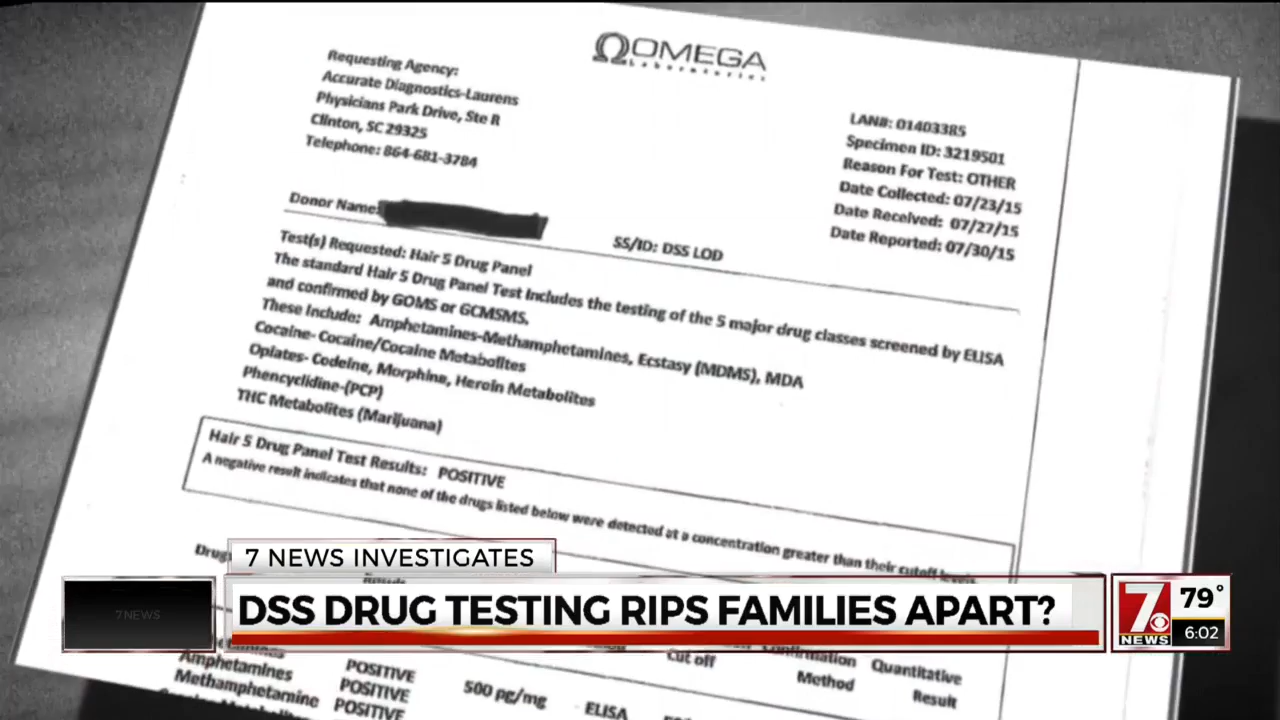 ΩOMEGA
Laboratories
Requesting Agency:
Accurate Diagnostics-Laurens
Physicians Park Drive, Ste R
Clinton, SC 29325
Telephone: 864-681-3784
LAN#: 01403385
Specimen ID: 3219501
Reason For Test: OTHER
Date Collected: 07/23/15
Date Received: 07/27/15
Date Reported: 07/30/15
Donor Name:
SS/ID: DSS LOD
Test(s) Requested: Hair 5 Drug Panel
The standard Hair 5 Drug Panel Test Includes the testing of the 5 major drug classes screened by ELISA
and confirmed by GOMS or GCMSMS.
These Include: Amphetamines-Methamphetamines, Ecstasy (MDMS), MDA
Cocaine- Cocaine/Cocaine Metabolites
Opiates- Codeine, Morphine, Heroin Metabolites
Phencyclidine-(PCP)
THC Metabolites (Marijuana)
Hair 5 Drug Panel Test Results: POSITIVE
A negative result indicates that none of the drugs listed below were detected at a concentration greater than their cutoff levels
7 NEWS INVESTIGATES
7NEWS
DSS DRUG TESTING RIPS FAMILIES APART?
7
NEWS
79°
6:02
Cut off
Confirmation
Method
Quantitative
Result
Amphetamines POSITIVE 500 pg/mg ELISA
Methamphetamine POSITIVE
POSITIVE